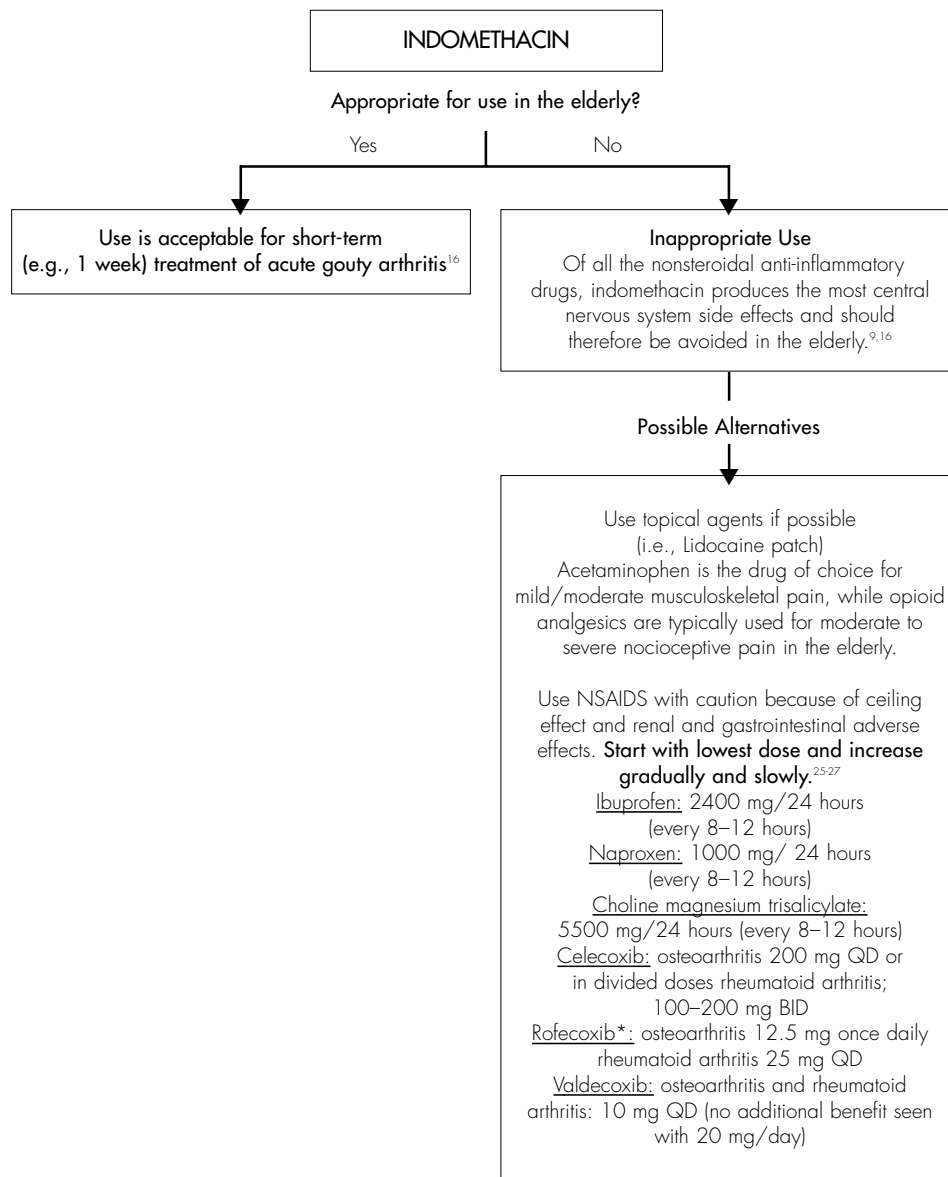 INDOMETHACIN
Appropriate for use in the elderly?
Yes
No
Use is acceptable for short-term
(e.g., 1 week) treatment of acute gouty arthritis16
Inappropriate Use
Of all the nonsteroidal anti-inflammatory
drugs, indomethacin produces the most central
nervous system side effects and should
therefore be avoided in the elderly.9,16
Possible Alternatives
Use topical agents if possible
(i.e., Lidocaine patch)
Acetaminophen is the drug of choice for
mild/moderate musculoskeletal pain, while opioid
analgesics are typically used for moderate to
severe nocioceptive pain in the elderly.
Use NSAIDS with caution because of ceiling
effect and renal and gastrointestinal adverse
effects. Start with lowest dose and increase
gradually and slowly.25-27
Ibuprofen: 2400 mg/24 hours
(every 8–12 hours)
Naproxen: 1000 mg/ 24 hours
(every 8–12 hours)
Choline magnesium trisalicylate:
5500 mg/24 hours (every 8–12 hours)
Celecoxib: osteoarthritis 200 mg QD or
in divided doses rheumatoid arthritis;
100–200 mg BID
Rofecoxib*: osteoarthritis 12.5 mg once daily
rheumatoid arthritis 25 mg QD
Valdecoxib: osteoarthritis and rheumatoid
arthritis: 10 mg QD (no additional benefit seen
with 20 mg/day)